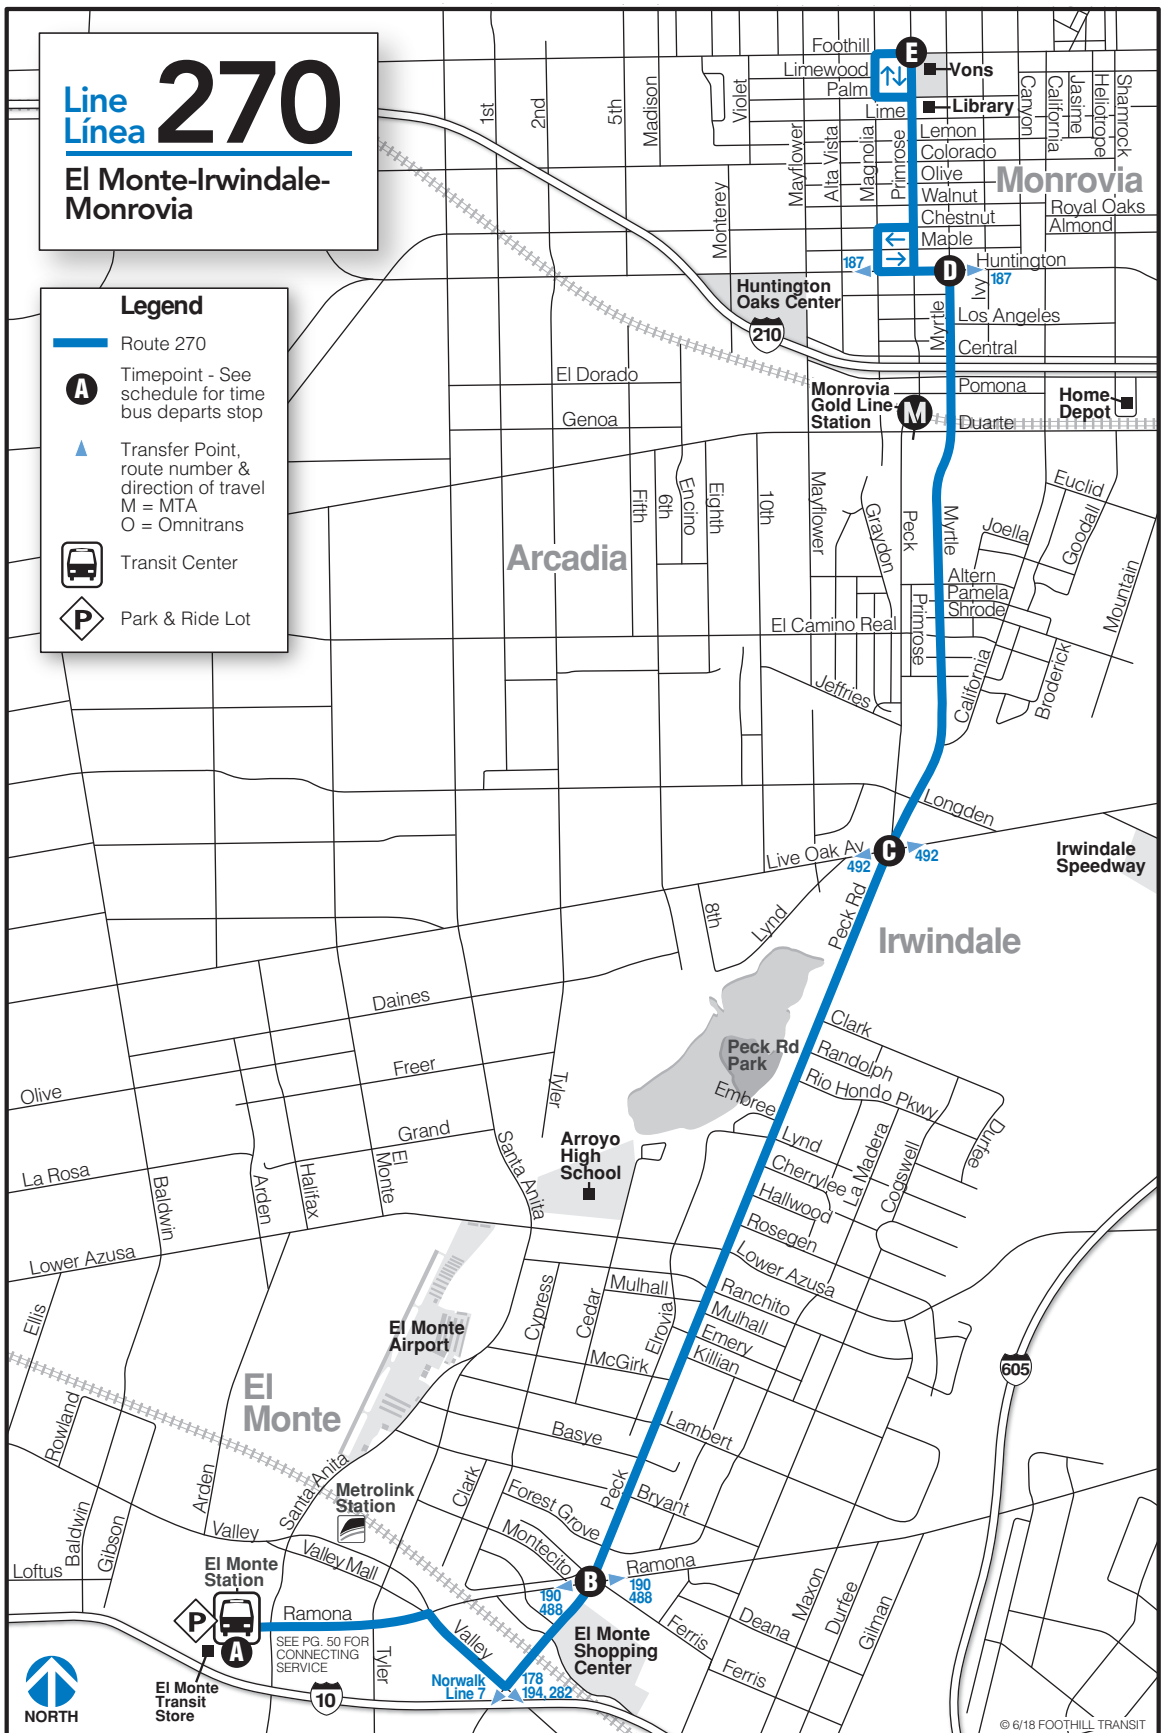 Line
Línea
270
El Monte-Irwindale-
Monrovia
Legend
Route 270
A
Timepoint - See
schedule for time
bus departs stop
Transfer Point,
route number &
direction of travel
M = MTA
O = Omnitrans
Transit Center
P
Park & Ride Lot
1st
2nd
5th
Madison
Violet
Monterey
Mayflower
Alta Vista
Magnolia
Primrose
Foothill
Limewood
Palm
Lime
E
Vons
Library
Lemon
Colorado
Olive
Walnut
Chestnut
Maple
Canyon
California
Jasime
Heliotrope
Shamrock
Monrovia
Royal Oaks
Almond
187
D
Huntington
187
Ivy
Myrtle
Los Angeles
Central
Huntington
Oaks Center
210
El Dorado
Genoa
Monrovia
Gold Line
Station
M
Pomona
Duarte
Home
Depot
Fifth
6th
Encino
Eighth
10th
Mayflower
Graydon
Peck
Myrtle
Joella
Euclid
Goodall
Mountain
Arcadia
Altern
Pamela
Shrode
El Camino Real
Primrose
Jeffries
California
Broderick
Longden
Live Oak Av
492
C
492
Irwindale
Speedway
8th
Lynd
Peck Rd
Irwindale
Daines
Freer
Olive
Tyler
Grand
La Rosa
Peck Rd
Park
Clark
Randolph
Rio Hondo Pkwy
Embree
Lynd
Cherrylee
La Madera
Cogswell
Durfee
Hallwood
Rosegen
Lower Azusa
Arroyo
High
School
Santa Anita
El
Monte
Halifax
Arden
Baldwin
Lower Azusa
Ellis
El Monte
Airport
Cypress
Cedar
Mulhall
Elrovia
Ranchito
Mulhall
Emery
Killian
McGirk
605
El
Monte
Rowland
Arden
Santa Anita
Basye
Lambert
Peck
Bryant
Clark
Forest Grove
Montecito
Metrolink
Station
Baldwin
Gibson
Valley
Valley Mall
Loftus
El Monte
Station
B
Ramona
190
488
190
488
P
A
Ramona
SEE PG. 50 FOR
CONNECTING
SERVICE
Tyler
Valley
El Monte
Shopping
Center
Ferris
Ferris
Deana
Maxon
Durfee
Gilman
El Monte
Transit
Store
10
Norwalk
Line 7
178
194, 282
NORTH
© 6/18 FOOTHILL TRANSIT